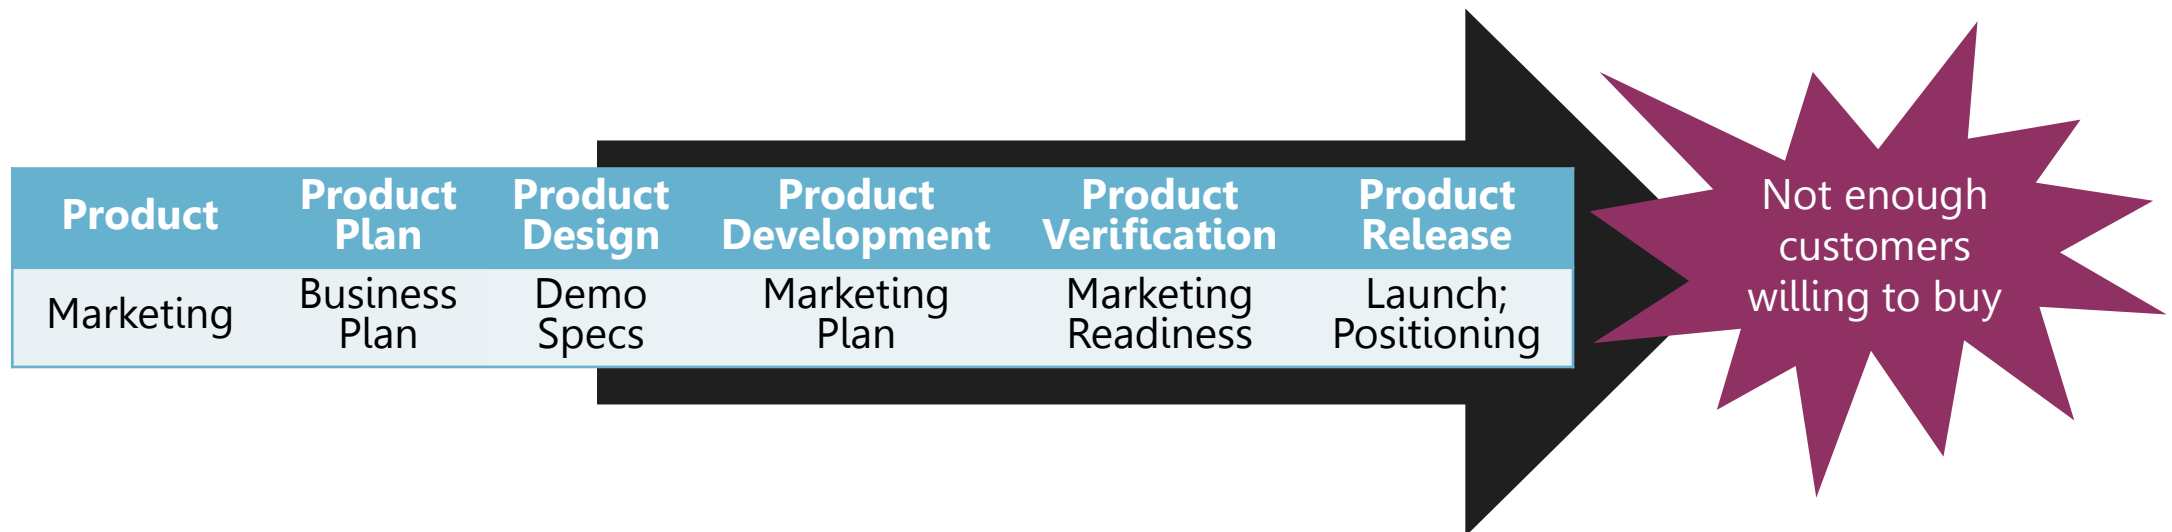 Product
Product
Plan
Product
Design
Product
Development
Product
Verification
Product
Release
Marketing
Business
Plan
Demo
Specs
Marketing
Plan
Marketing
Readiness
Launch;
Positioning
Not enough
customers
willing to buy